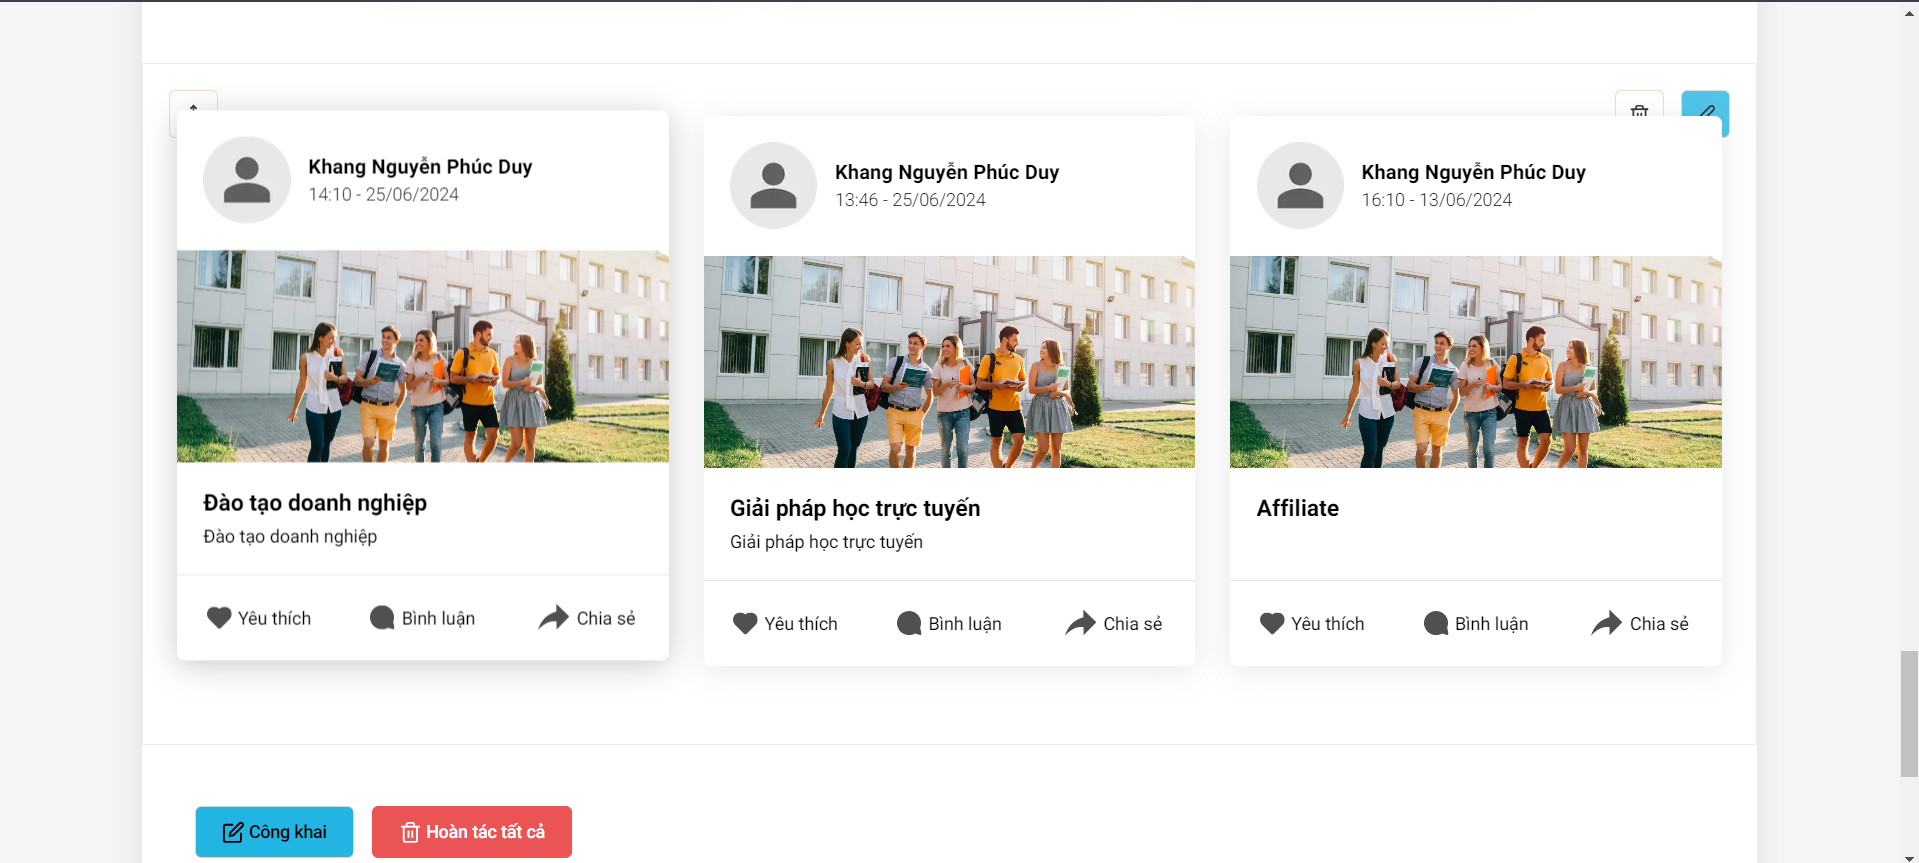 Khang Nguyễn Phúc Duy
14:10 - 25/06/2024
Đào tạo doanh nghiệp
Đào tạo doanh nghiệp
Yêu thích
Bình luận
Chia sẻ
Khang Nguyễn Phúc Duy
13:46 - 25/06/2024
Giải pháp học trực tuyến
Giải pháp học trực tuyến
Yêu thích
Bình luận
Chia sẻ
Khang Nguyễn Phúc Duy
16:10 - 13/06/2024
Affiliate
Yêu thích
Bình luận
Chia sẻ
Công khai
Hoàn tác tất cả